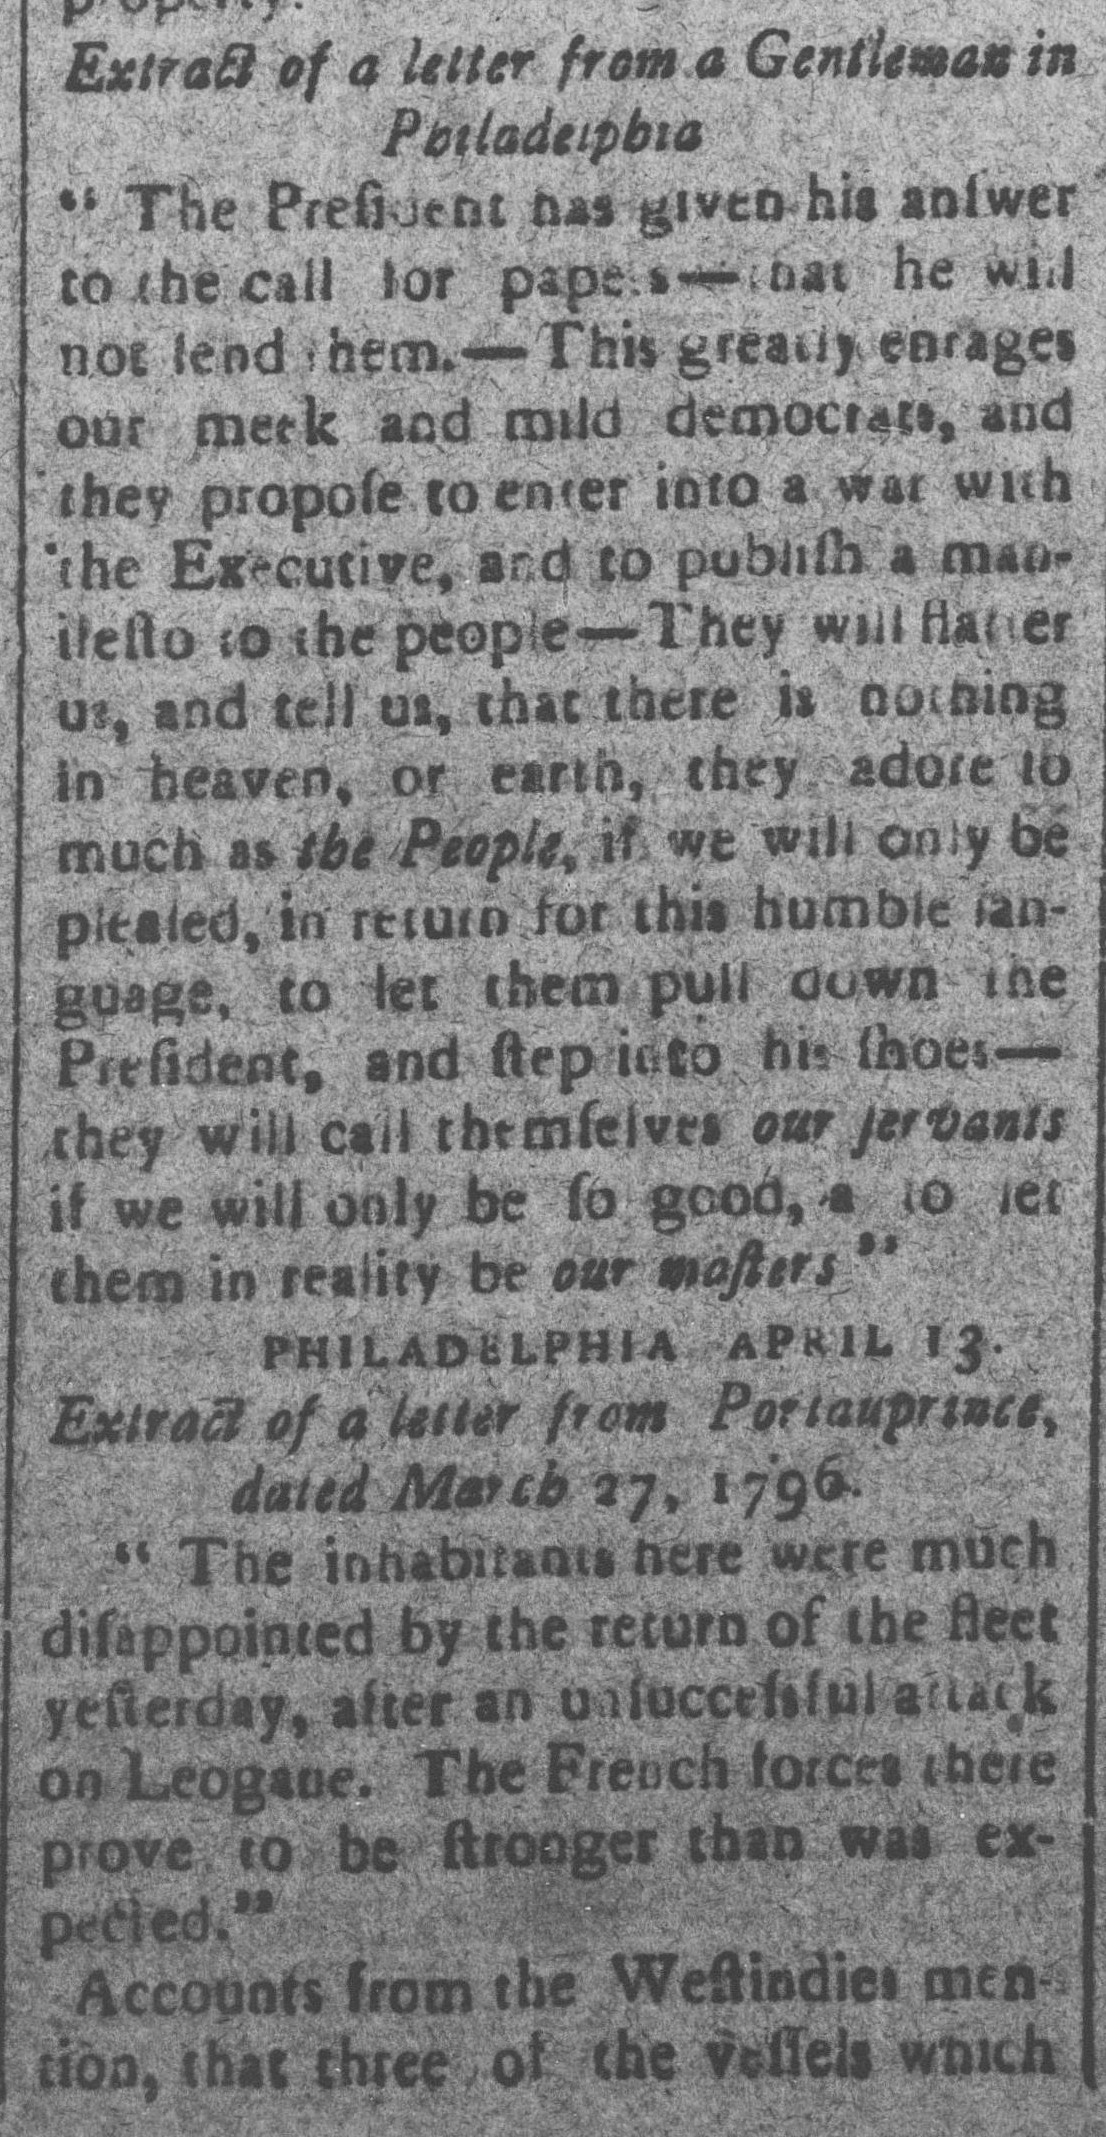 property.
Extract of a letter from a Gentleman in
Philadelphia
“ The Preſident has given his anſwer
to the call for papers—that he will
not ſend them.—This greatly enrages
our meek and mild democrats, and
they propoſe to enter into a war with
the Executive, and to publiſh a man-
ifeſto to the people—They will flatter
us, and tell us, that there is nothing
in heaven, or earth, they adore ſo
much as the People, if we will only be
pleaſed, in return for this humble lan-
guage, to let them pull down the
Preſident, and ſtep into his ſhoes—
they will call themſelves our ſervants
if we will only be ſo good, a to let
them in reality be our maſters”
PHILADELPHIA APRIL 13.
Extract of a letter from Portauprince,
dated March 27, 1796.
“ The inhabitants here were much
diſappointed by the return of the fleet
yeſterday, after an unſucceſsful attack
on Leogane. The French forces there
prove to be ſtronger than was ex-
pected.”
Accounts from the Weſtindies men-
tion, that three of the veſſels which